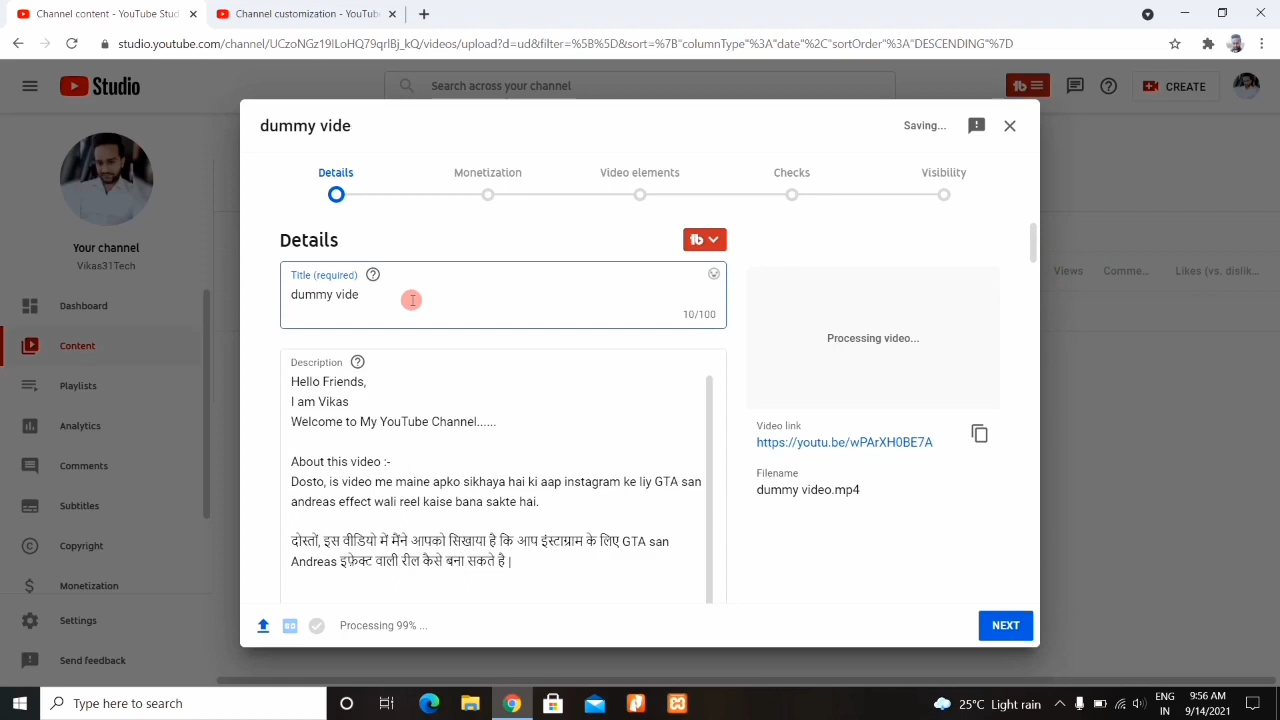 Channel content - YouTube Stud
Channel customization - YouTube
studio.youtube.com/channel/UCzoNGz19ILoHQ79qrlBj_kQ/videos/upload?d=ud&filter=%5B%5D&sort=%7B"columnType"%3A"date"%2C"sortOrder"%3A"DESCENDING"%7D
Studio
Search across your channel
CREATE
dummy vide
Saving...
Details
Monetization
Video elements
Checks
Visibility
Your channel
Vikas31Tech
Details
Title (required)
dummy vide
10/100
Views
Comme...
Likes (vs. dislik...
Dashboard
Content
Playlists
Analytics
Comments
Subtitles
Copyright
Monetization
Settings
Send feedback
Processing video...
Description
Hello Friends,
I am Vikas
Welcome to My YouTube Channel......
About this video :-
Dosto, is video me maine apko sikhaya hai ki aap instagram ke liy GTA san
andreas effect wali reel kaise bana sakte hai.
दोस्तों, इस वीडियो में मैंने आपको सिखाया है कि आप इंस्टाग्राम के लिए GTA san
Andreas इफ़ेक्ट वाली रील कैसे बना सकते है |
Video link
https://youtu.be/wPArXH0BE7A
Filename
dummy video.mp4
Processing 99% ...
NEXT
Type here to search
25°C Light rain
ENG
IN
9:56 AM
9/14/2021